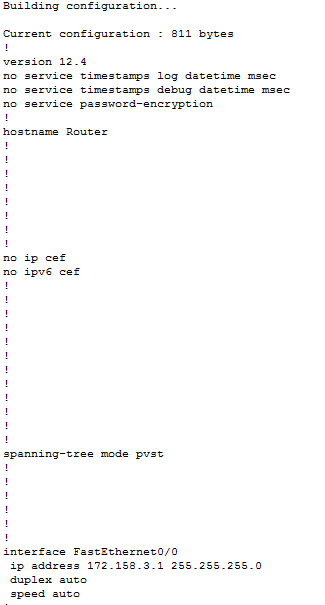 Building configuration...

Current configuration : 811 bytes
!
version 12.4
no service timestamps log datetime msec
no service timestamps debug datetime msec
no service password-encryption
!
hostname Router
!
!
!
!
!
!
!
!
no ip cef
no ipv6 cef
!
!
!
!
!
!
!
!
!
!
!
!
spanning-tree mode pvst
!
!
!
!
!
!
interface FastEthernet0/0
 ip address 172.158.3.1 255.255.255.0
 duplex auto
 speed auto